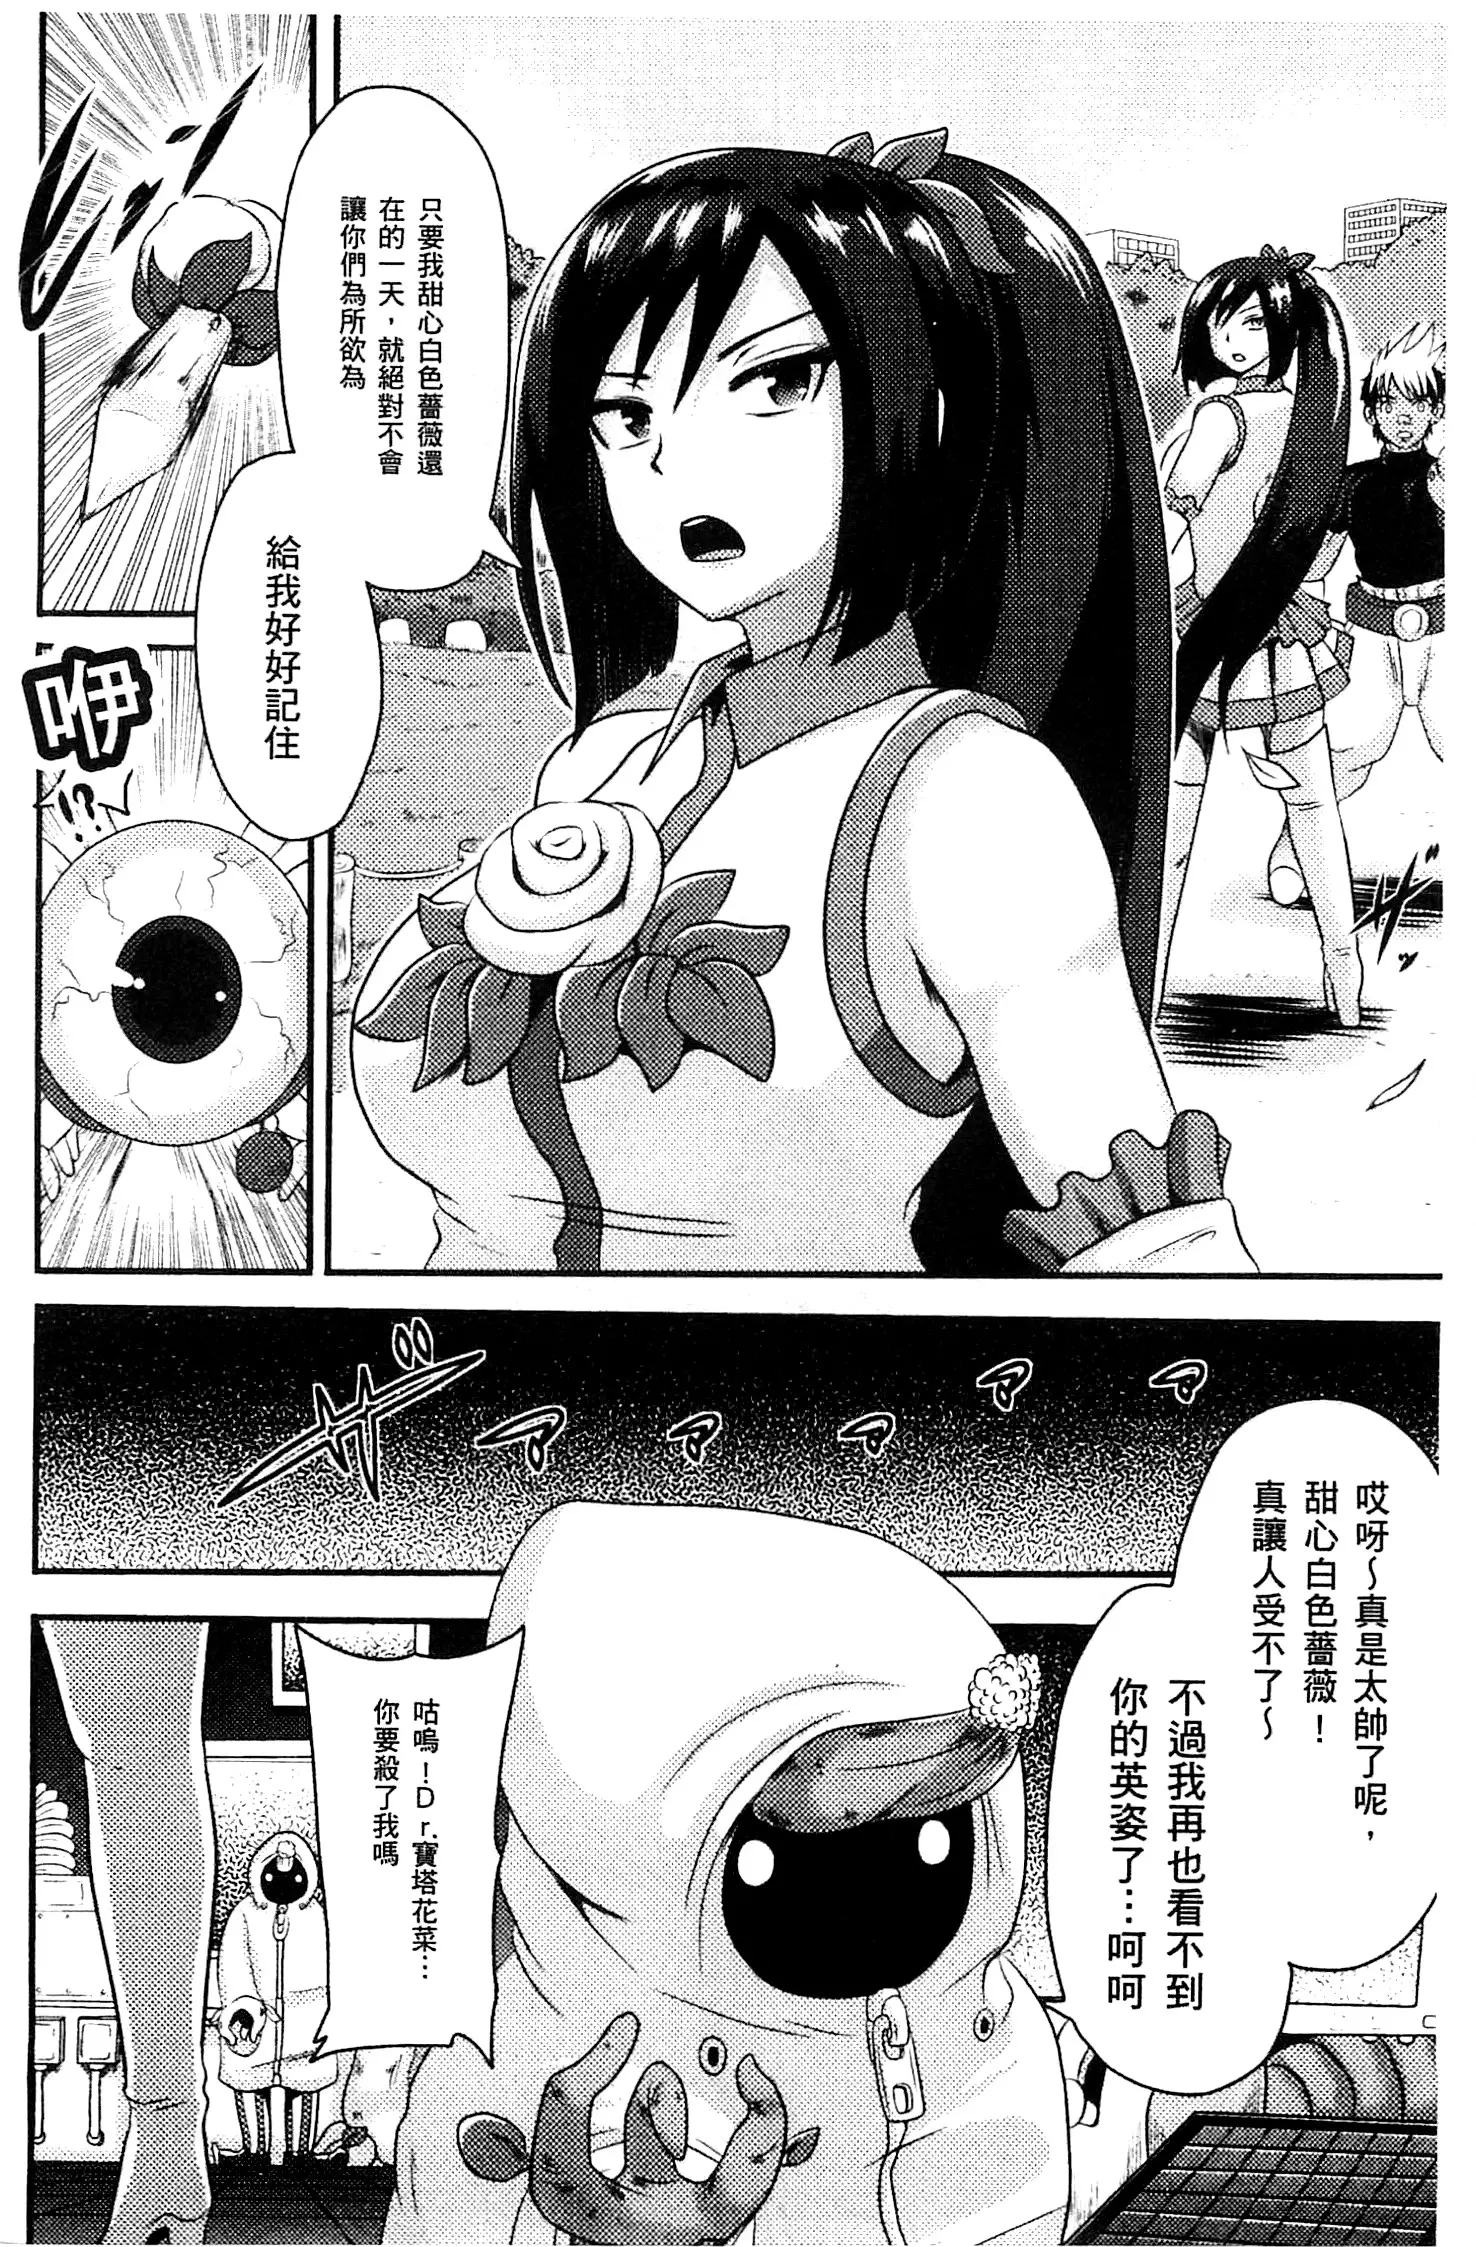 只要我甜心白色薔薇還
在的一天，就絕對不會
讓你們為所欲為
給我好好記住
咿
!?
ザ
ザ
哎呀～真是太帥了呢，
甜心白色薔薇！
真讓人受不了～
不過我再也看不到
你的英姿了…呵呵
咕嗚！Dr.寶塔花菜…
你要殺了我嗎